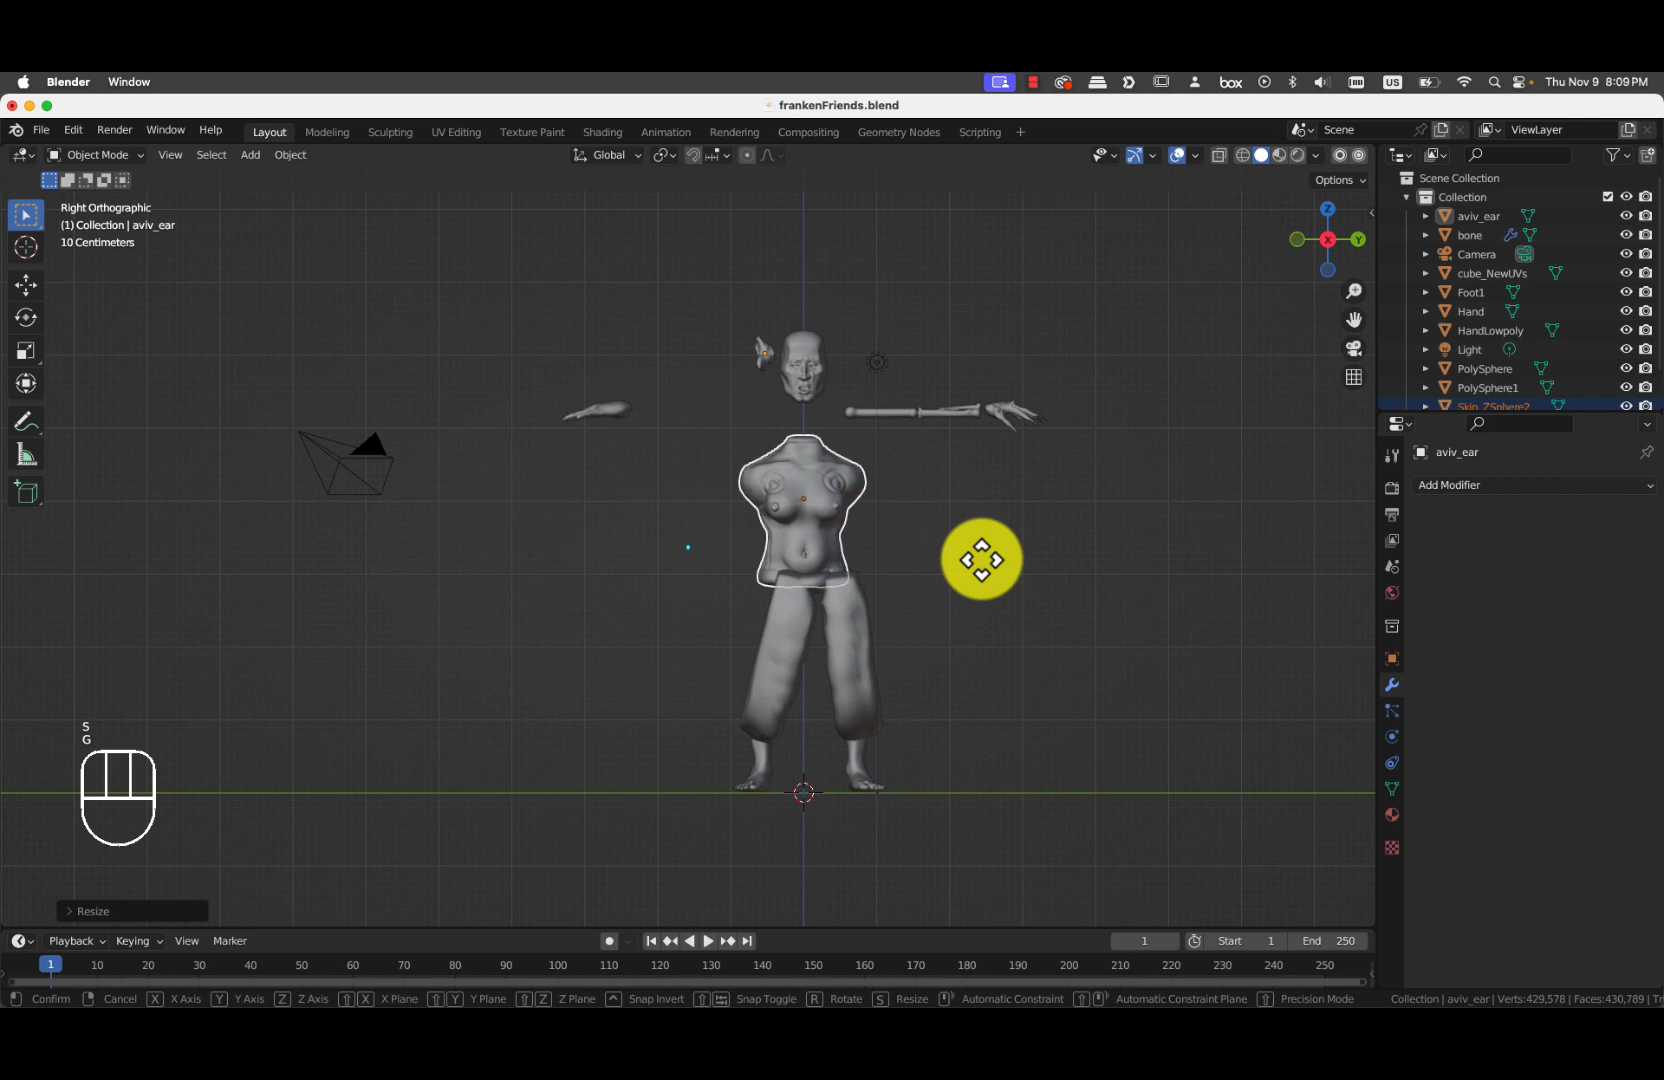 Blender Window
box US Thu Nov 9 8:09 PM
frankenFriends.blend
File Edit Render Window Help Layout Modeling Sculpting UV Editing Texture Paint Shading Animation Rendering Compositing Geometry Nodes Scripting + Scene ViewLayer
Object Mode View Select Add Object Global
Options
Right Orthographic
(1) Collection | aviv_ear
10 Centimeters
Z
X
Y
Scene Collection
Collection
aviv_ear
bone
Camera
cube_NewUVs
Foot1
Hand
HandLowpoly
Light
PolySphere
PolySphere1
Skin_ZSphere2
aviv_ear
Add Modifier
S
G
Resize
Playback Keying View Marker 1 Start 1 End 250
1 10 20 30 40 50 60 70 80 90 100 110 120 130 140 150 160 170 180 190 200 210 220 230 240 250
Confirm Cancel X X Axis Y Y Axis Z Z Axis X X Plane Y Y Plane Z Z Plane Snap Invert Snap Toggle R Rotate S Resize Automatic Constraint Automatic Constraint Plane Precision Mode Collection | aviv_ear | Verts:429,578 | Faces:430,789 | Tr